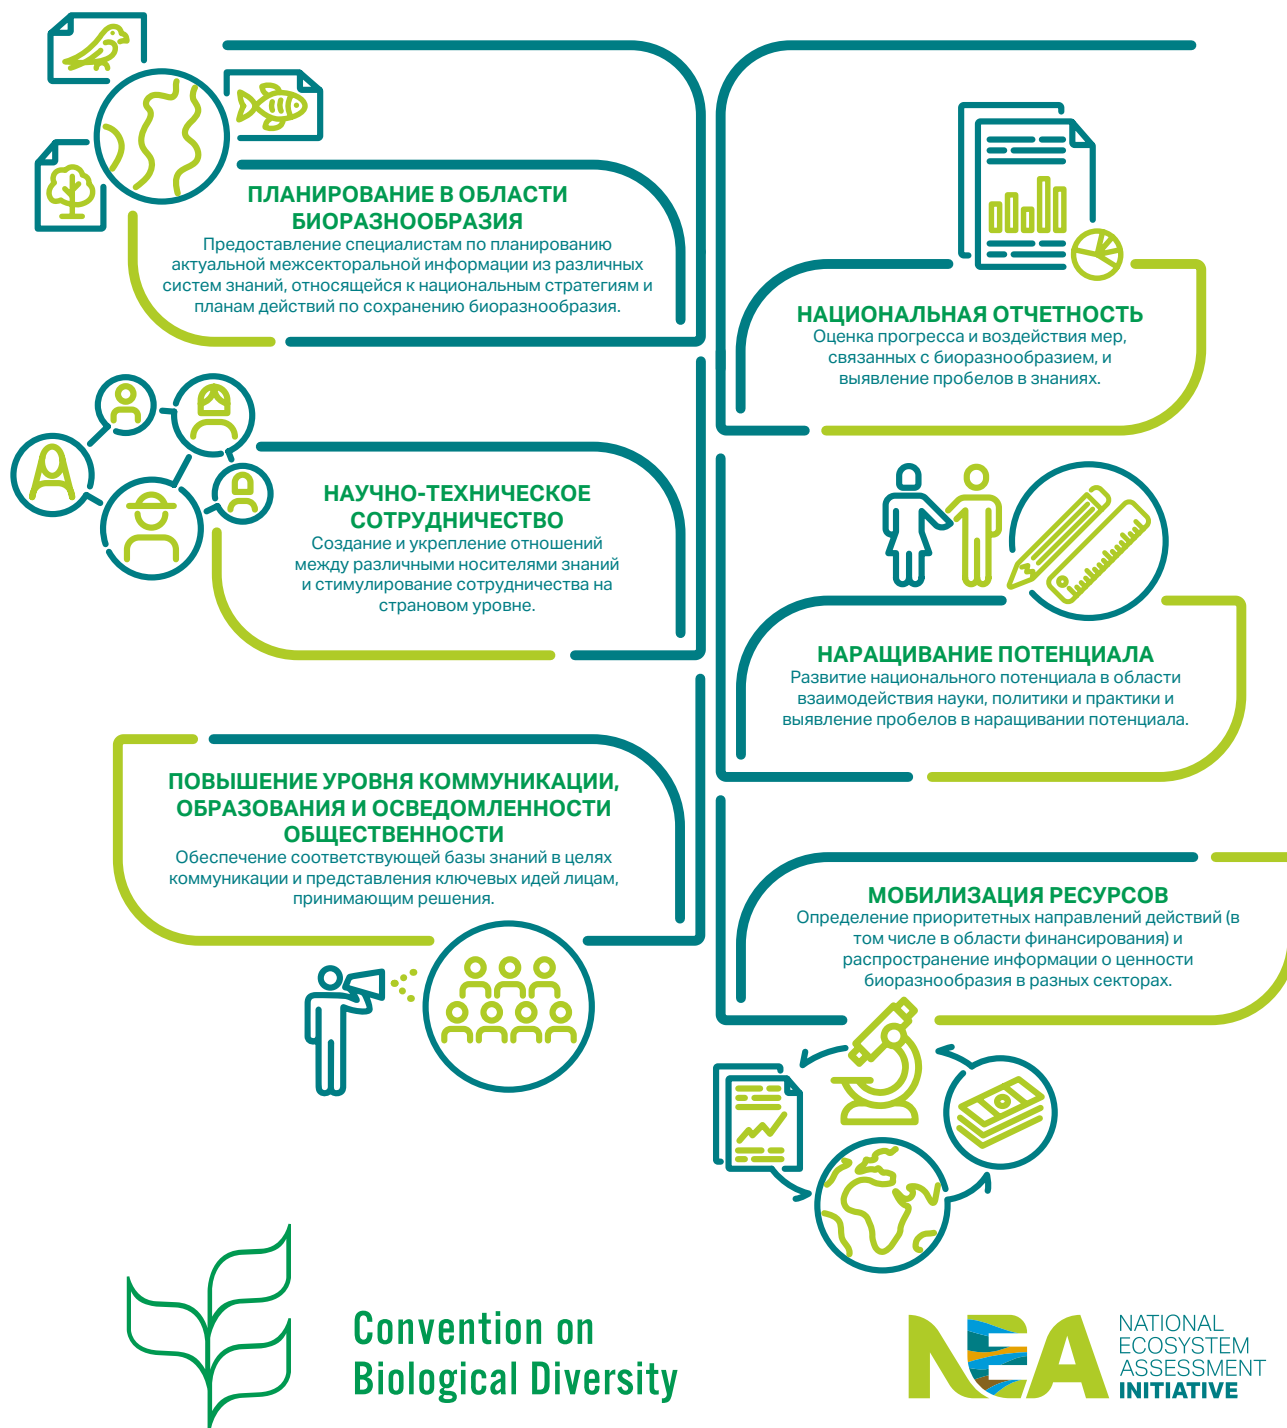 ПЛАНИРОВАНИЕ В ОБЛАСТИ
БИОРАЗНООБРАЗИЯ
Предоставление специалистам по планированию
актуальной межсекторальной информации из различных
систем знаний, относящейся к национальным стратегиям и
планам действий по сохранению биоразнообразия.
НАЦИОНАЛЬНАЯ ОТЧЕТНОСТЬ
Оценка прогресса и воздействия мер,
связанных с биоразнообразием, и
выявление пробелов в знаниях.
НАУЧНО-ТЕХНИЧЕСКОЕ
СОТРУДНИЧЕСТВО
Создание и укрепление отношений
между различными носителями знаний
и стимулирование сотрудничества на
страновом уровне.
НАРАЩИВАНИЕ ПОТЕНЦИАЛА
Развитие национального потенциала в области
взаимодействия науки, политики и практики и
выявление пробелов в наращивании потенциала.
ПОВЫШЕНИЕ УРОВНЯ КОММУНИКАЦИИ,
ОБРАЗОВАНИЯ И ОСВЕДОМЛЕННОСТИ
ОБЩЕСТВЕННОСТИ
Обеспечение соответствующей базы знаний в целях
коммуникации и представления ключевых идей лицам,
принимающим решения.
МОБИЛИЗАЦИЯ РЕСУРСОВ
Определение приоритетных направлений действий (в
том числе в области финансирования) и
распространение информации о ценности
биоразнообразия в разных секторах.
Convention on
Biological Diversity
NEA
NATIONAL
ECOSYSTEM
ASSESSMENT
INITIATIVE